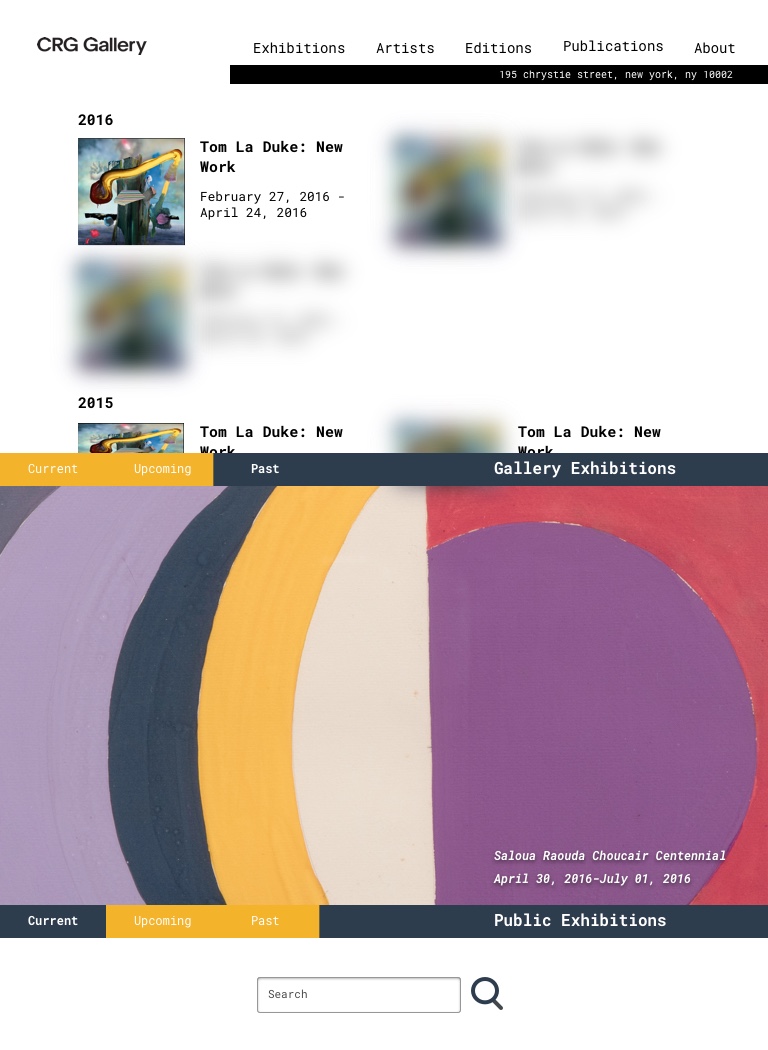 CRG Gallery
Exhibitions Artists Editions Publications About
195 chrystie street, new york, ny 10002
2016
Tom La Duke: New
Work
February 27, 2016 -
April 24, 2016
2015
Tom La Duke: New
Work
Tom La Duke: New
Work
Current Upcoming Past Gallery Exhibitions
Saloua Raouda Choucair Centennial
April 30, 2016-July 01, 2016
Current Upcoming Past Public Exhibitions
Search